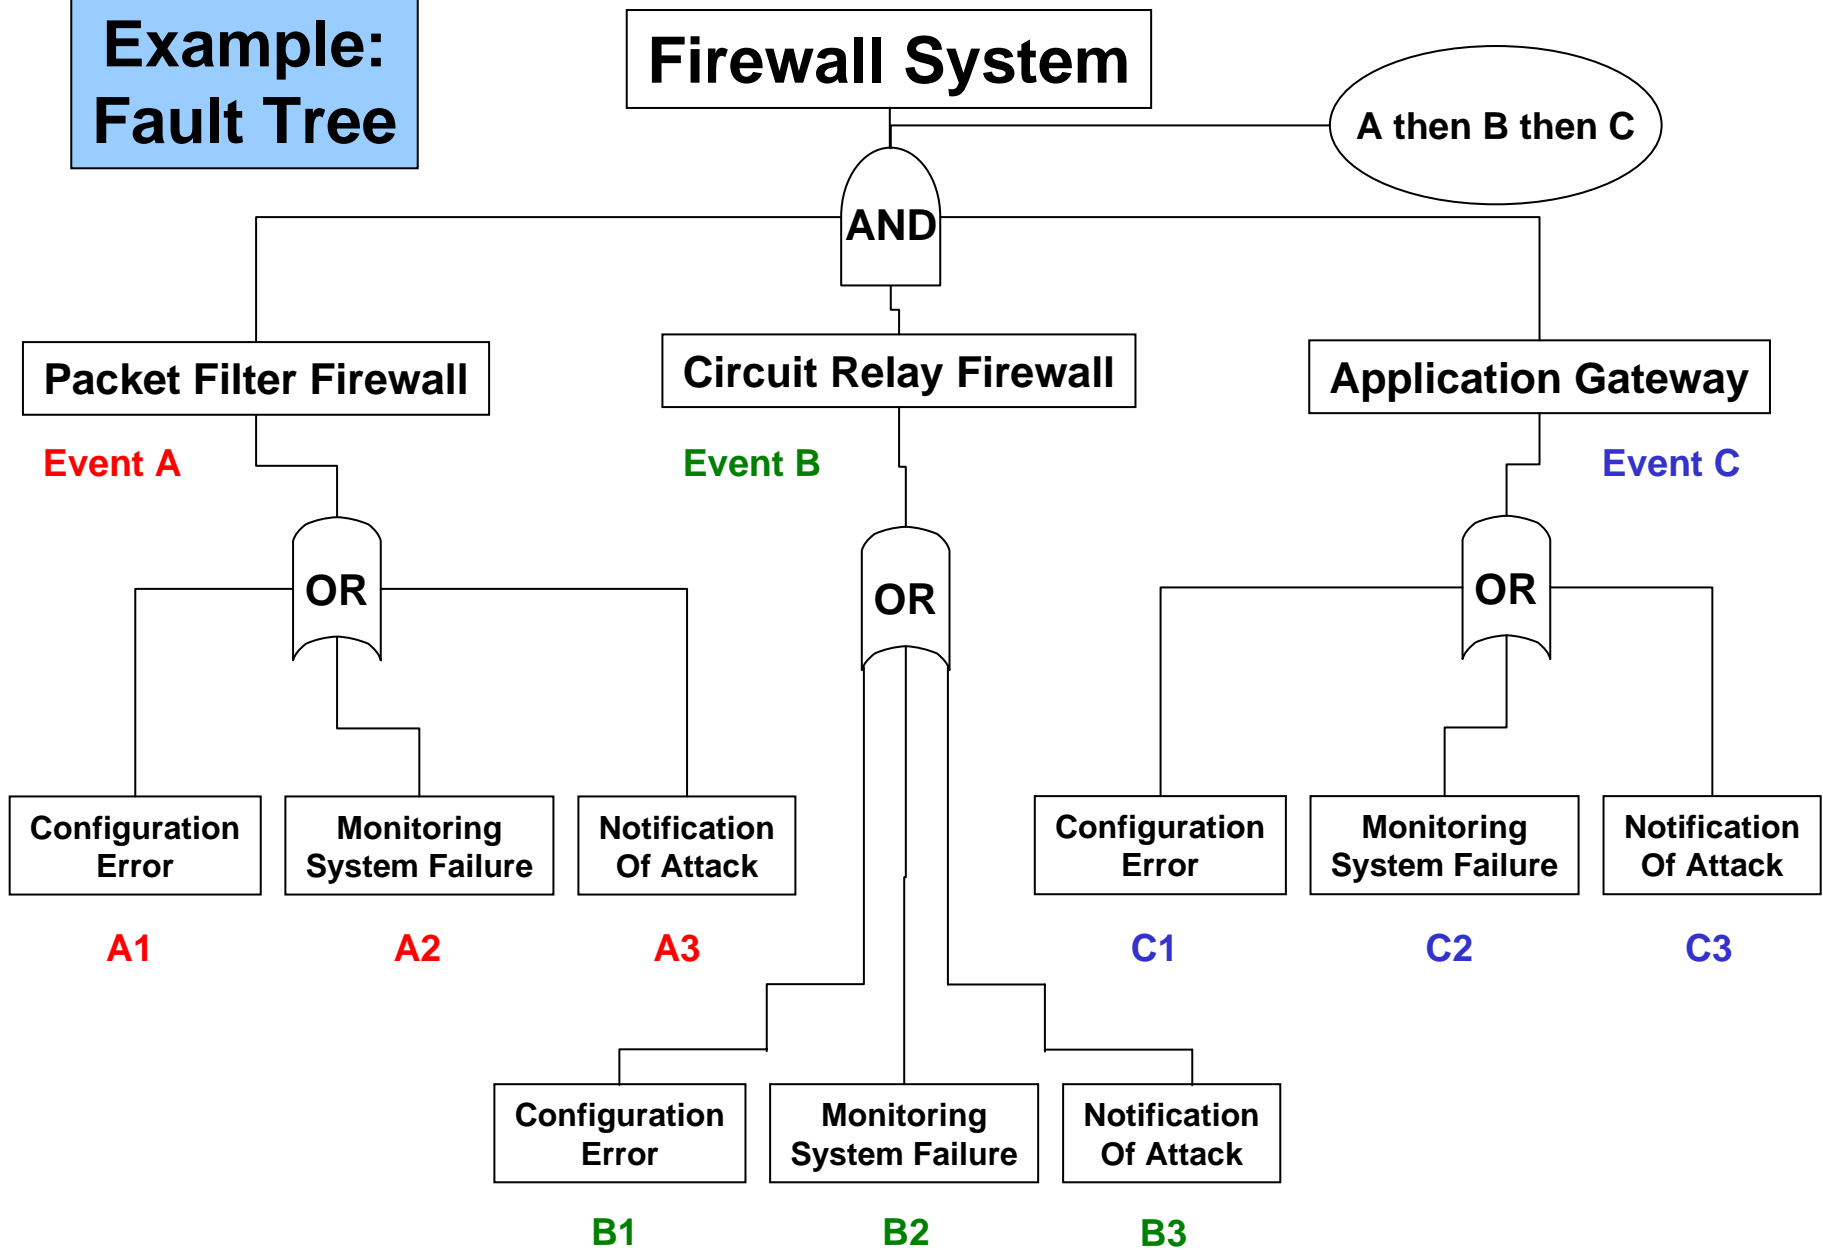 Example:
Fault Tree
Firewall System
A then B then C
AND
Packet Filter Firewall
Circuit Relay Firewall
Application Gateway
Event A
Event B
Event C
OR
OR
OR
Configuration
Error
Monitoring
System Failure
Notification
Of Attack
Configuration
Error
Monitoring
System Failure
Notification
Of Attack
A1
A2
A3
C1
C2
C3
Configuration
Error
Monitoring
System Failure
Notification
Of Attack
B1
B2
B3